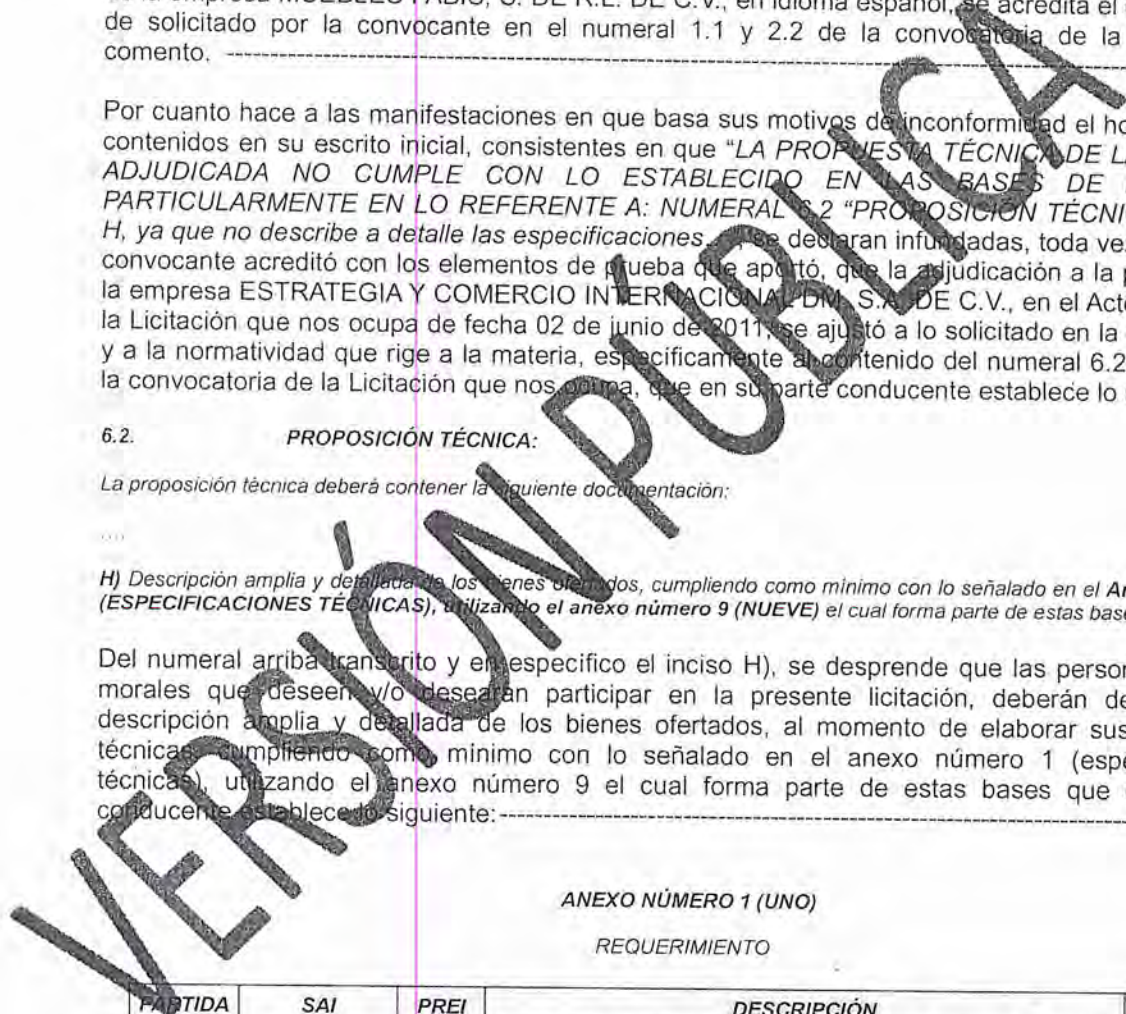 de la empresa MUEBLES FADIS, S. DE R.L. DE C.V., en idioma español, se acredita el
de solicitado por la convocante en el numeral 1.1 y 2.2 de la convocatoria de la
comento. ------------------------------------------------
Por cuanto hace a las manifestaciones en que basa sus motivos de inconformidad el ho
contenidos en su escrito inicial, consistentes en que "LA PROPUESTA TÉCNICA DE LA
ADJUDICADA NO CUMPLE CON LO ESTABLECIDO EN LAS BASES DE
PARTICULARMENTE EN LO REFERENTE A: NUMERAL 6.2 "PROPOSICIÓN TÉCNI
H, ya que no describe a detalle las especificaciones... se declaran infundadas, toda vez
convocante acreditó con los elementos de prueba que aportó, que la adjudicación a la p
la empresa ESTRATEGIA Y COMERCIO INTERNACIONAL DM, S.A. DE C.V., en el Acto
la Licitación que nos ocupa de fecha 02 de junio de 2011, se ajustó a lo solicitado en la
y a la normatividad que rige a la materia, específicamente al contenido del numeral 6.2
la convocatoria de la Licitación que nos ocupa, que en su parte conducente establece lo
6.2. PROPOSICIÓN TÉCNICA:
La proposición técnica deberá contener la siguiente documentación:
....
H) Descripción amplia y detallada de los bienes ofertados, cumpliendo como mínimo con lo señalado en el An
(ESPECIFICACIONES TÉCNICAS), utilizando el anexo número 9 (NUEVE) el cual forma parte de estas base
Del numeral arriba transcrito y en especifico el inciso H), se desprende que las person
morales que deseen y/o desearan participar en la presente licitación, deberán de
descripción amplia y detallada de los bienes ofertados, al momento de elaborar sus
técnicas, cumpliendo como mínimo con lo señalado en el anexo número 1 (espe
técnicas), utilizando el anexo número 9 el cual forma parte de estas bases que
conducente establece lo siguiente:--------------------------------
ANEXO NÚMERO 1 (UNO)
REQUERIMIENTO
PARTIDA SAI PREI DESCRIPCIÓN
VERSIÓN PÚBLICA